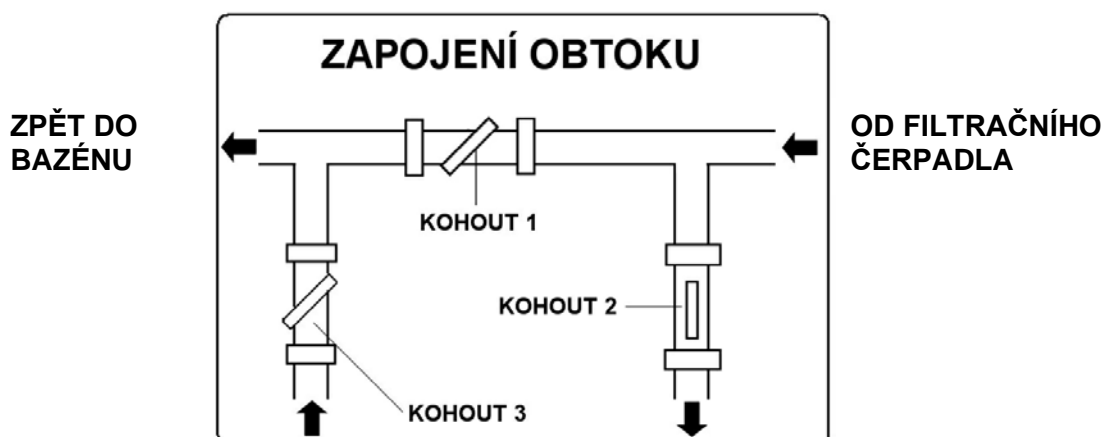 ZAPOJENÍ OBTOKU
ZPĚT DO
BAZÉNU
OD FILTRAČNÍHO
ČERPADLA
KOHOUT 1
KOHOUT 2
KOHOUT 3